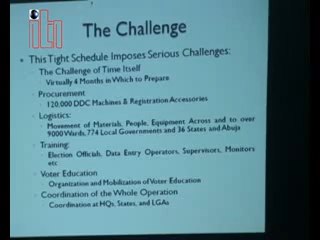 iti
The Challenge
• This Tight Schedule Imposes Serious Challenges:
◦ The Challenge of Time Itself
Virtually 4 Months in Which to Prepare
◦ Procurement
120,000 DDC Machines & Registration Accessories
◦ Logistics:
Movement of Materials, People, Equipment Across and to over
9000 Wards, 774 Local Governments and 36 States and Abuja
◦ Training:
Election Officials, Data Entry Operators, Supervisors, Monitors
etc
◦ Voter Education
Organization and Mobilization of Voter Education
◦ Coordination of the Whole Operation
Coordination at HQs, States, and LGAs